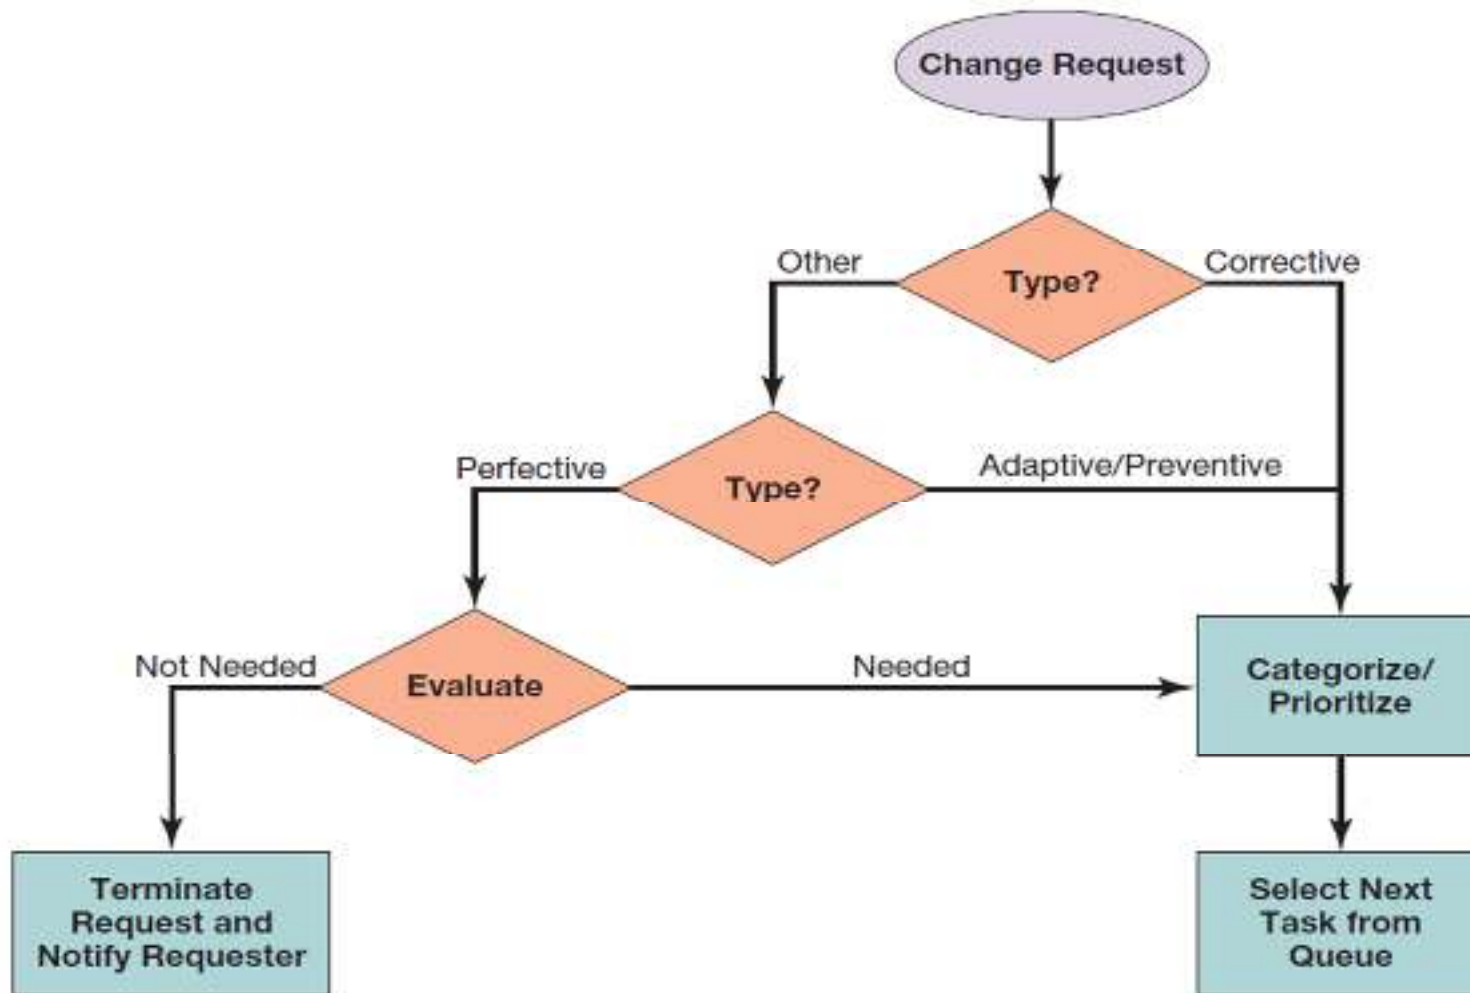 Change Request
Other
Type?
Corrective
Perfective
Type?
Adaptive/Preventive
Not Needed
Evaluate
Needed
Categorize/
Prioritize
Terminate
Request and
Notify Requester
Select Next
Task from
Queue